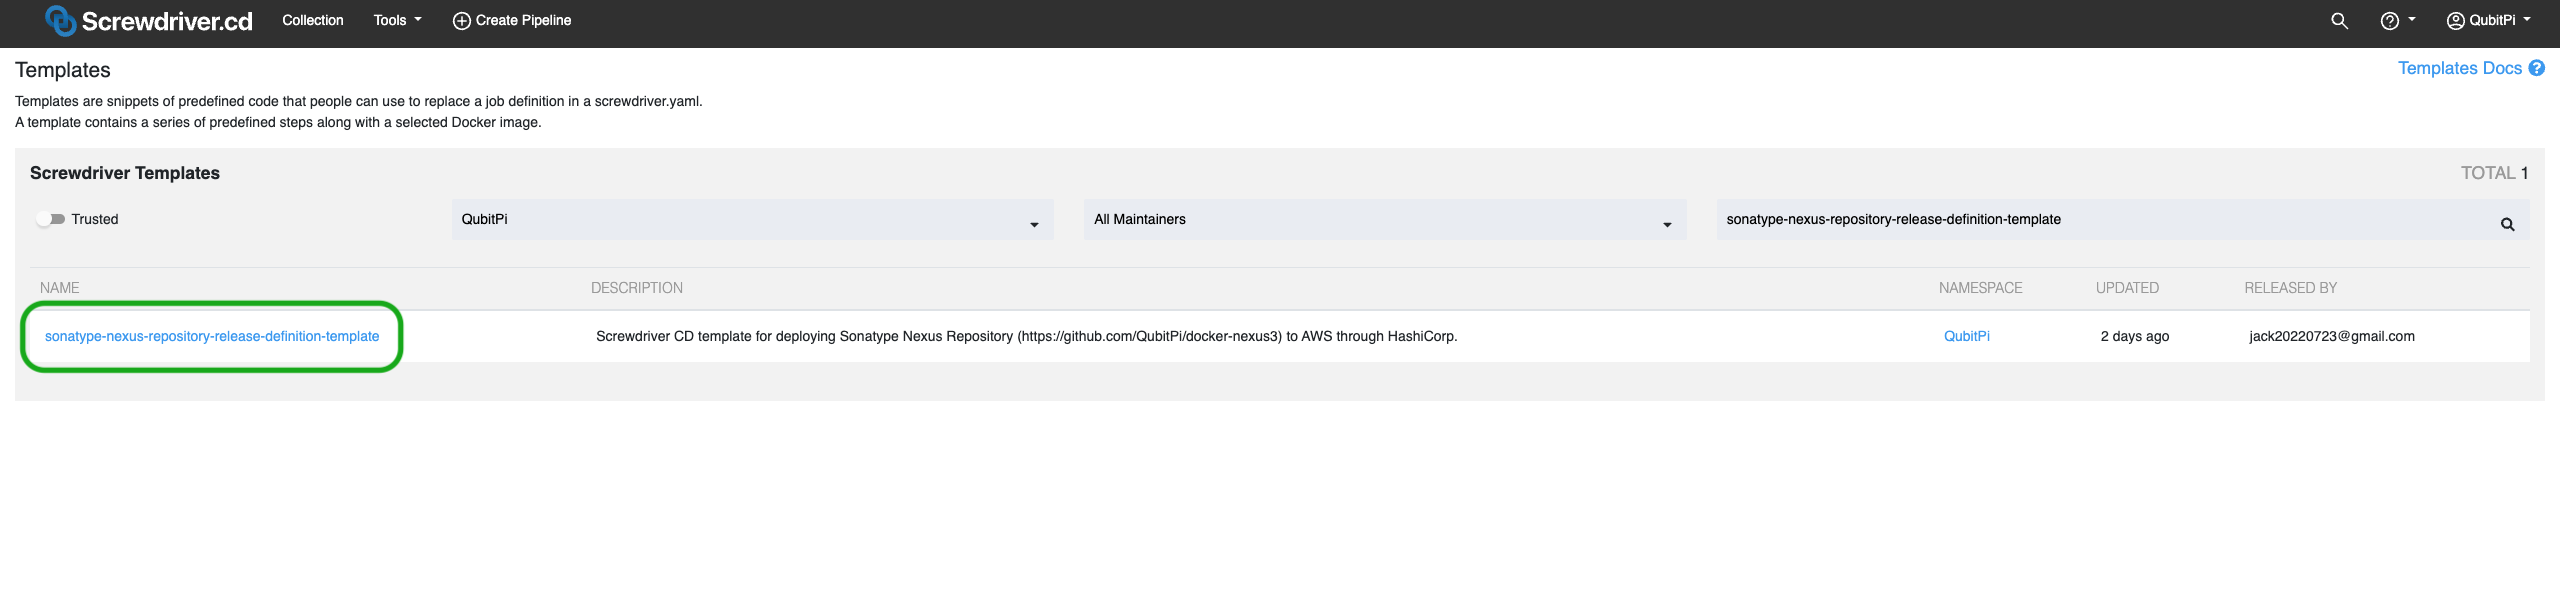 Screwdriver.cd Collection Tools Create Pipeline QubitPi
Templates
Templates Docs
Templates are snippets of predefined code that people can use to replace a job definition in a screwdriver.yaml.
A template contains a series of predefined steps along with a selected Docker image.
Screwdriver Templates
TOTAL 1
Trusted QubitPi All Maintainers sonatype-nexus-repository-release-definition-template
NAME DESCRIPTION NAMESPACE UPDATED RELEASED BY
sonatype-nexus-repository-release-definition-template Screwdriver CD template for deploying Sonatype Nexus Repository (https://github.com/QubitPi/docker-nexus3) to AWS through HashiCorp. QubitPi 2 days ago jack20220723@gmail.com